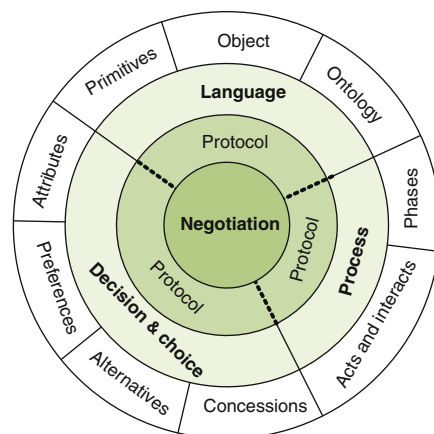 Object
Primitives
Ontology
Language
Protocol
Attributes
Phases
Negotiation
Protocol
Protocol
Process
Preferences
Decision & choice
Acts and interacts
Alternatives
Concessions